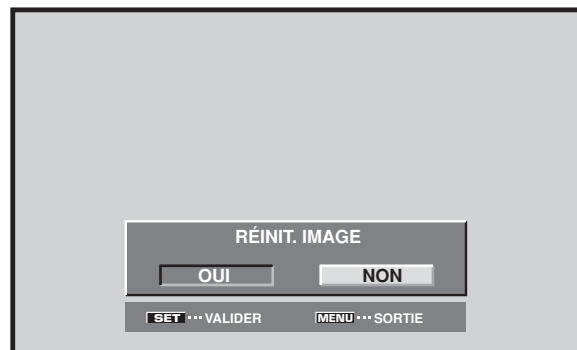 RÉINIT. IMAGE
OUI NON
SET ··· VALIDER MENU ··· SORTIE